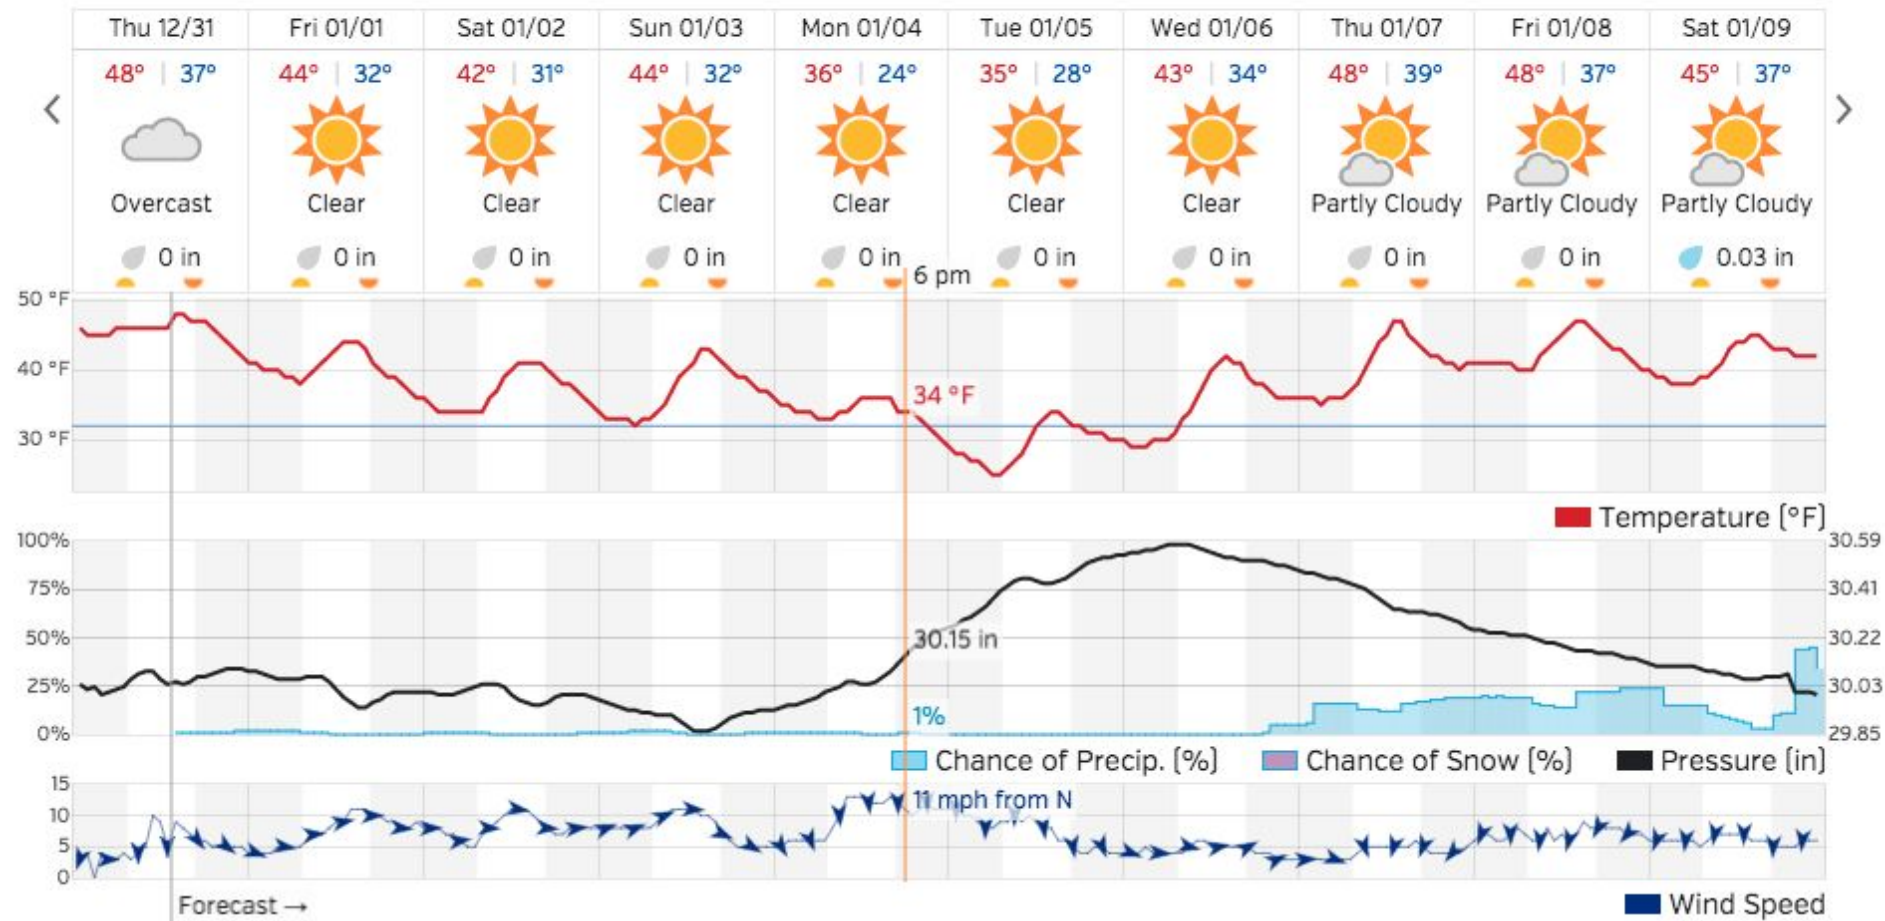 Thu 12/31 Fri 01/01 Sat 01/02 Sun 01/03 Mon 01/04 Tue 01/05 Wed 01/06 Thu 01/07 Fri 01/08 Sat 01/09
48° | 37° 44° | 32° 42° | 31° 44° | 32° 36° | 24° 35° | 28° 43° | 34° 48° | 39° 48° | 37° 45° | 37°
Overcast Clear Clear Clear Clear Clear Clear Partly Cloudy Partly Cloudy Partly Cloudy
0 in 0 in 0 in 0 in 0 in 0 in 0 in 0 in 0 in 0.03 in
6 pm
50 °F
40 °F
34 °F
30 °F
Temperature (°F)
100% 30.59
75% 30.41
50% 30.15 in 30.22
25% 30.03
1%
0% 29.85
Chance of Precip. (%) Chance of Snow (%) Pressure (in)
15
11 mph from N
10
5
0
Forecast → Wind Speed